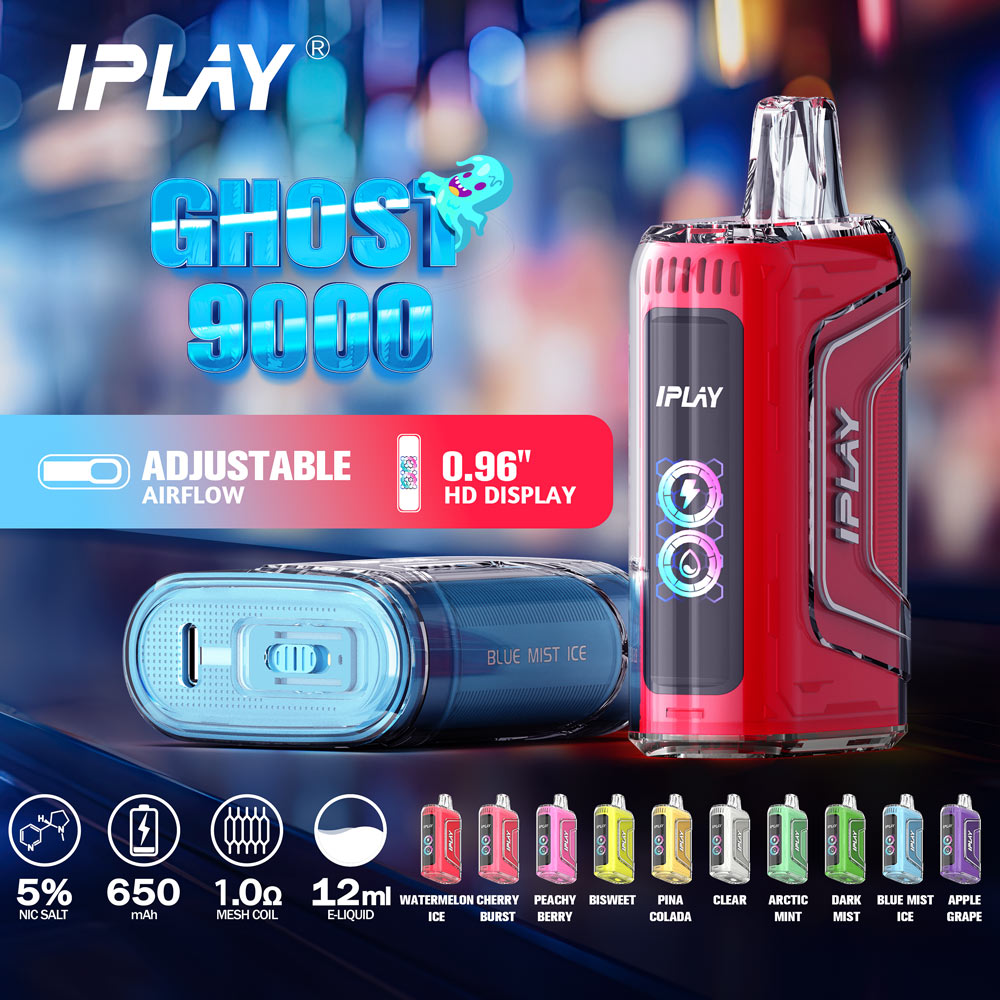 IPLAY®
GHOST
9000
ADJUSTABLE
AIRFLOW
0.96"
HD DISPLAY
IPLAY
IPLAY
BLUE MIST ICE
5%
NIC SALT
650
mAh
1.0Ω
MESH COIL
12ml
E-LIQUID
WATERMELON
ICE
CHERRY
BURST
PEACHY
BERRY
BISWEET
PINA
COLADA
CLEAR
ARCTIC
MINT
DARK
MIST
BLUE MIST
ICE
APPLE
GRAPE